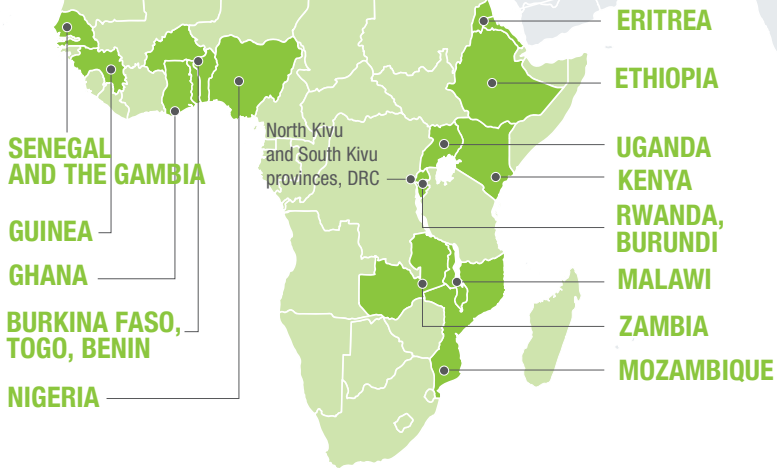 SENEGAL
AND THE GAMBIA
GUINEA
GHANA
BURKINA FASO,
TOGO, BENIN
NIGERIA
North Kivu
and South Kivu
provinces, DRC
ERITREA
ETHIOPIA
UGANDA
KENYA
RWANDA,
BURUNDI
MALAWI
ZAMBIA
MOZAMBIQUE